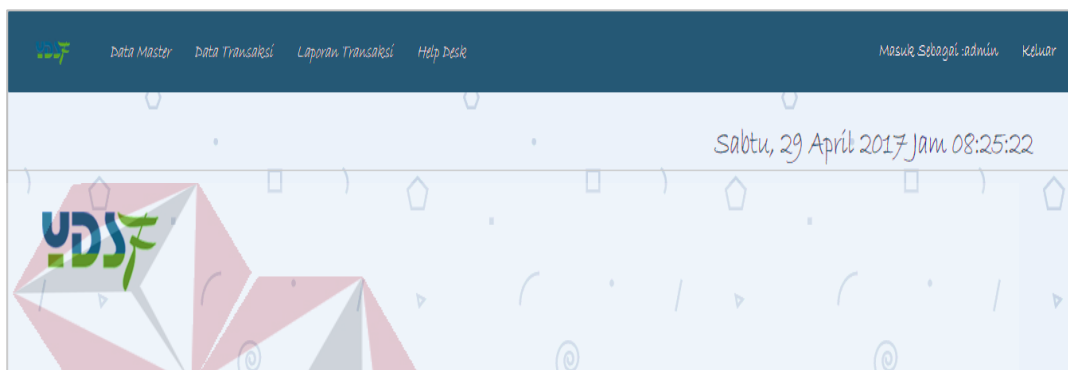 YDSF Data Master Data Transaksi Laporan Transaksi Help Desk Masuk Sebagai :admin Keluar
Sabtu, 29 April 2017 Jam 08:25:22
YDSF